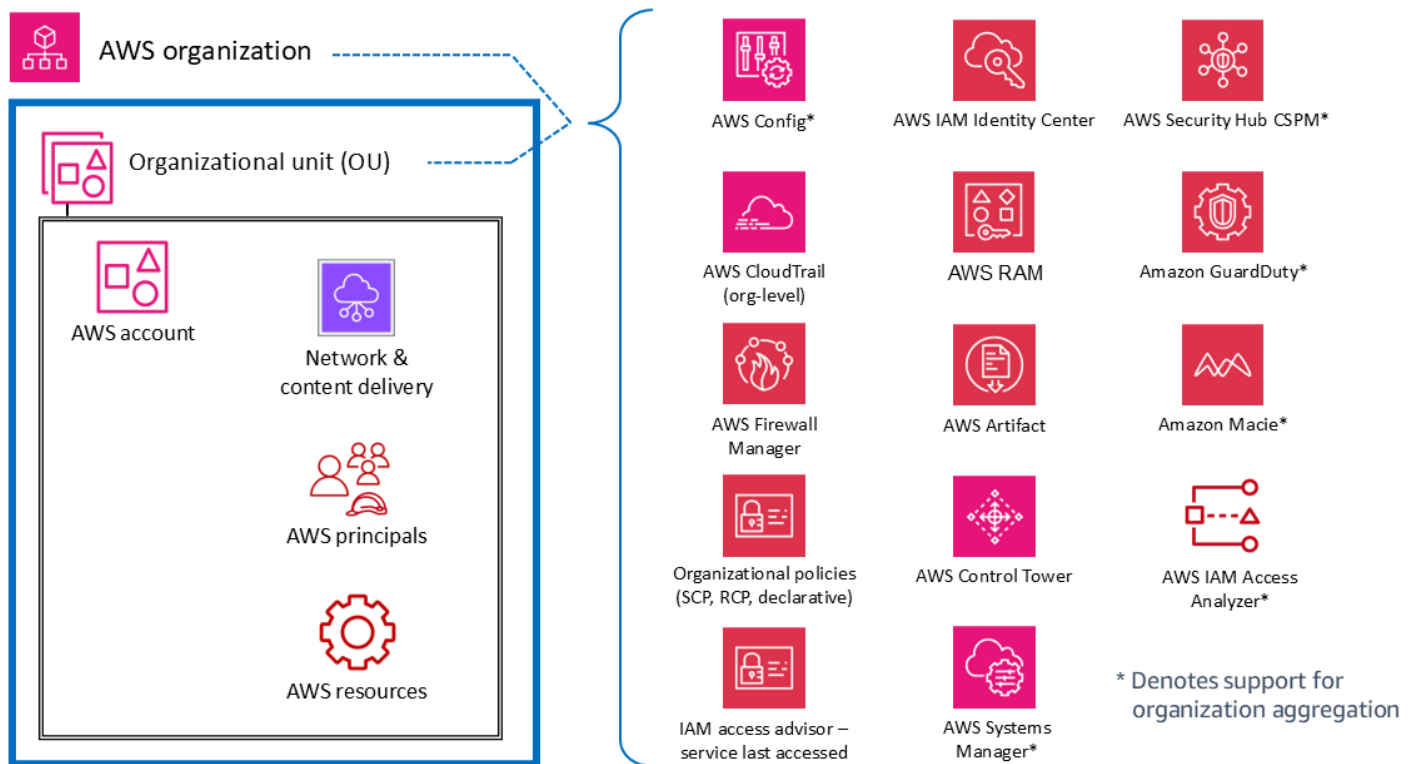 AWS organization
Organizational unit (OU)
AWS account
Network &
content delivery
AWS principals
AWS resources
AWS Config*
AWS IAM Identity Center
AWS Security Hub CSPM*
AWS CloudTrail
(org-level)
AWS RAM
Amazon GuardDuty*
AWS Firewall
Manager
AWS Artifact
Amazon Macie*
Organizational policies
(SCP, RCP, declarative)
AWS Control Tower
AWS IAM Access
Analyzer*
IAM access advisor –
service last accessed
AWS Systems
Manager*
* Denotes support for
organization aggregation